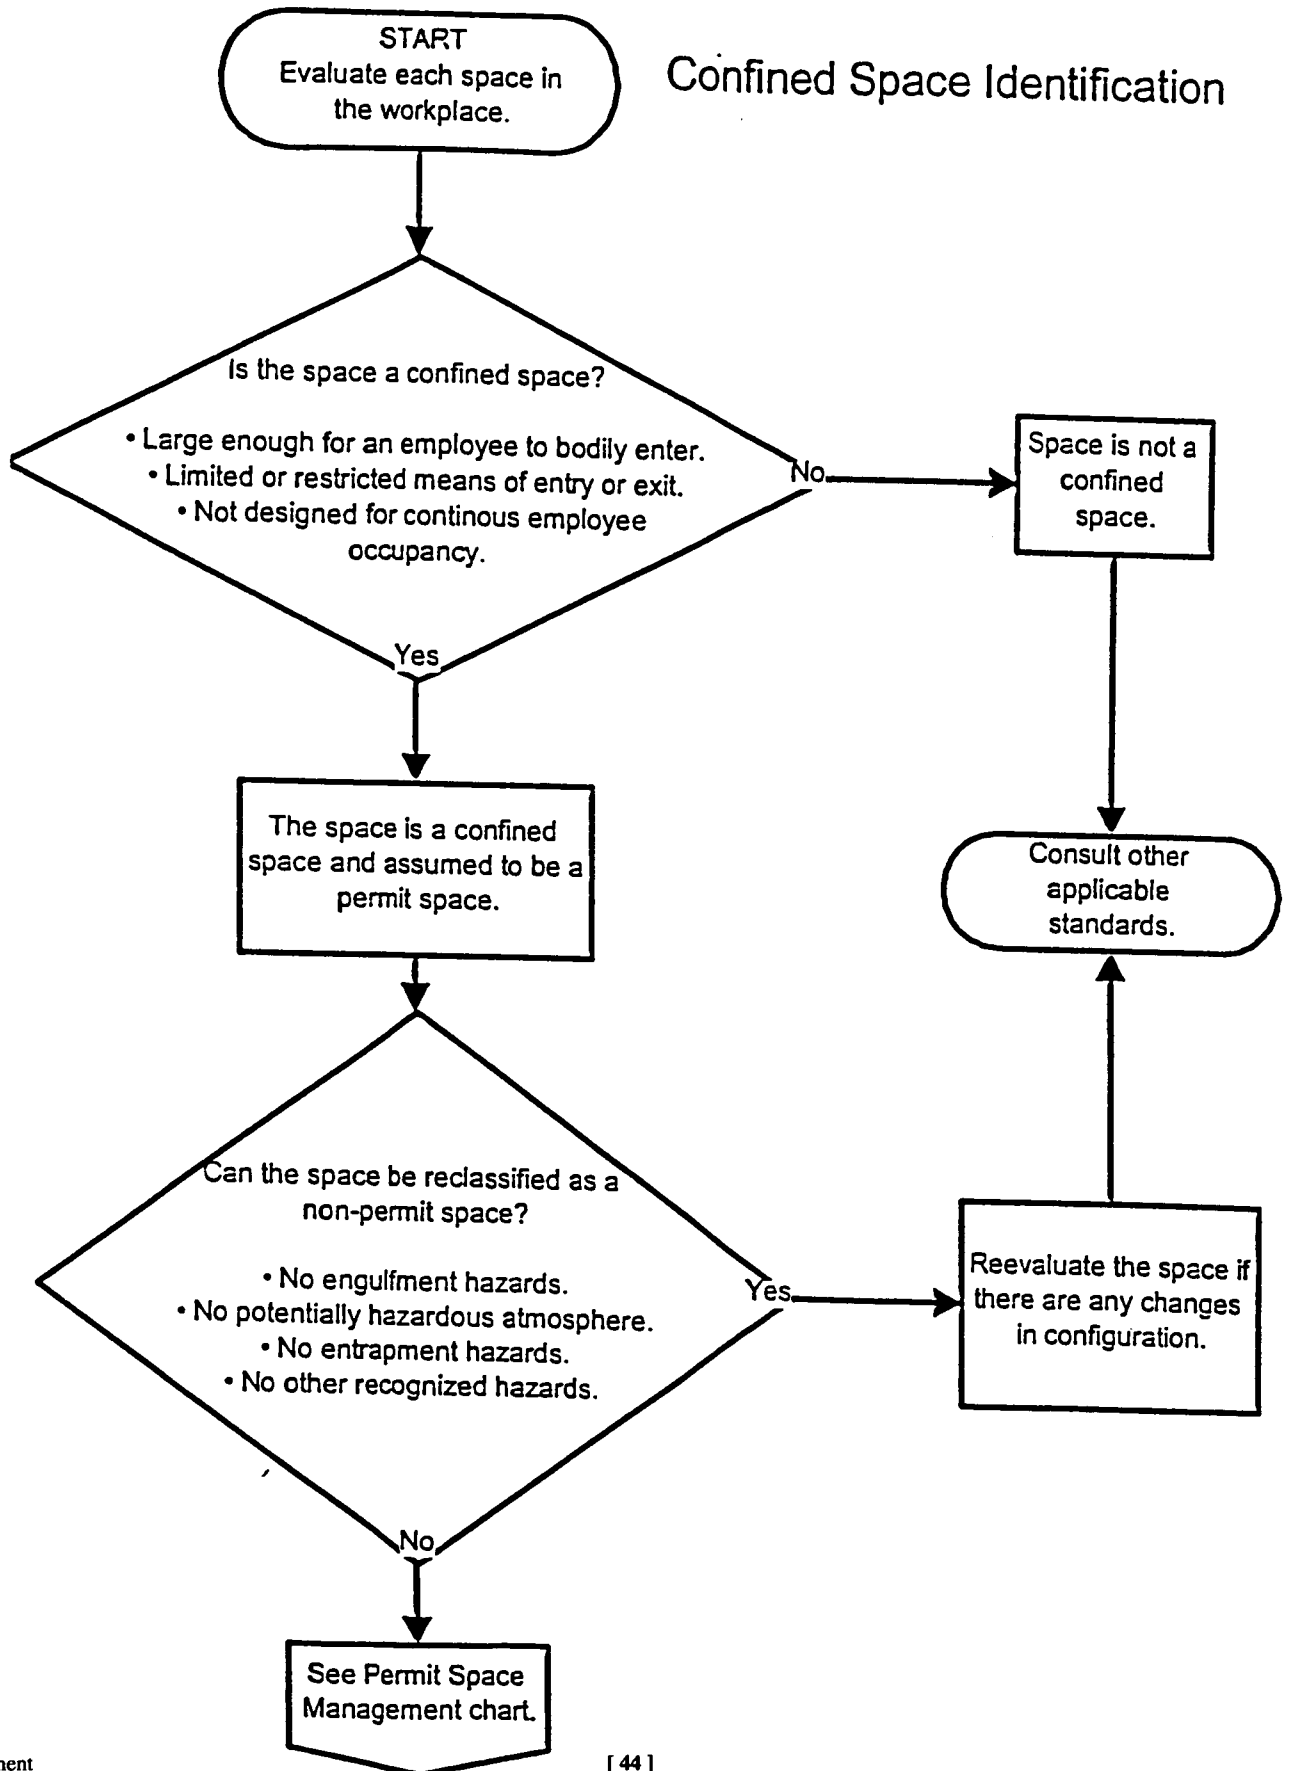 START
Evaluate each space in
the workplace.
Confined Space Identification
Is the space a confined space?
• Large enough for an employee to bodily enter.
• Limited or restricted means of entry or exit.
• Not designed for continous employee
occupancy.
No
Space is not a
confined
space.
Yes
The space is a confined
space and assumed to be a
permit space.
Consult other
applicable
standards.
Can the space be reclassified as a
non-permit space?
• No engulfment hazards.
• No potentially hazardous atmosphere.
• No entrapment hazards.
• No other recognized hazards.
Yes
Reevaluate the space if
there are any changes
in configuration.
No
See Permit Space
Management chart.
[ 44 ]